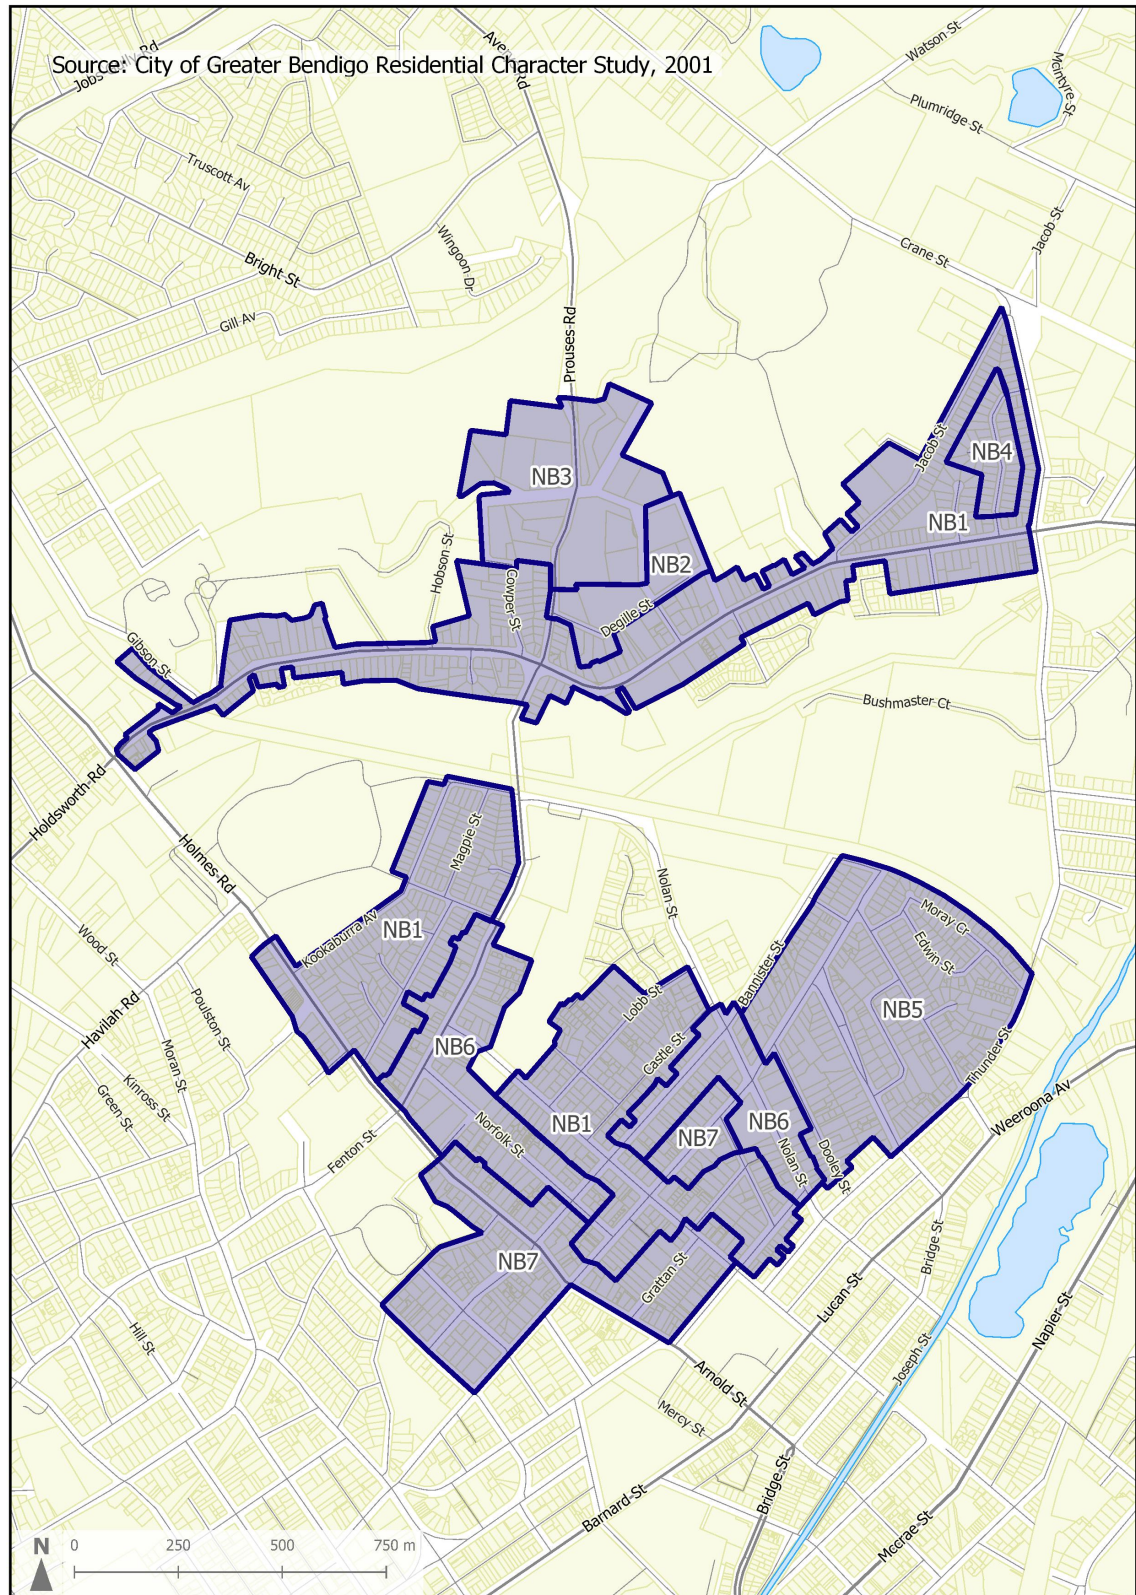 Source: City of Greater Bendigo Residential Character Study, 2001
Watson-St
Mcintyre-St
Plumridge-St
Truscott-Av
Wingoon-Dr
Jacob-St
Crane-St
Bright-St
Gill-Av
Prouses-Rd
Jacob-St
NB4
NB3
NB1
Hobson-St
NB2
Cowper-St
Degille-St
Gibson-St
Bushmaster-Ct
Holdsworth-Rd
Magpie-St
Holmes-Rd
Nolan-St
Moray-Cr
Kookaburra-Av
NB1
Edwin-St
Wood-St
Bannister-St
Havilah-Rd
Poulston-St
Lobb-St
NB5
NB6
Castle-St
Thunder-St
Moran-St
Kinross-St
Green-St
Weeroona-Av
Norfolk-St
NB1
NB7
NB6
Fenton-St
Nolan-St
Dooley-St
NB7
Grattan-St
Bridge-St
Lucan-St
Hill-St
Napier-St
Joseph-St
Arnold-St
Mercy-St
Bridge-St
Barnard-St
Mccrae-St
N
0 250 500 750 m